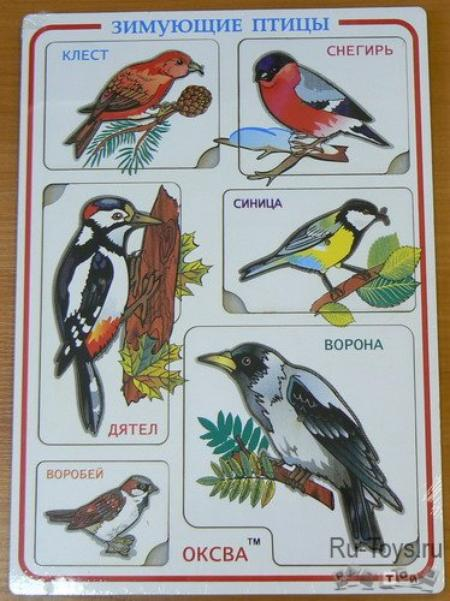 ЗИМУЮЩИЕ ПТИЦЫ
КЛЕСТ
СНЕГИРЬ
СИНИЦА
ДЯТЕЛ
ВОРОНА
ВОРОБЕЙ
ОКСВА™
Ru-Toys.ru